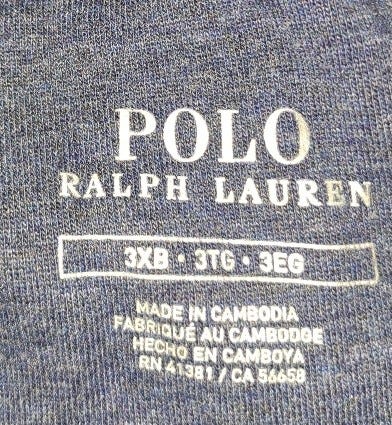 POLO
RALPH LAUREN
3XB · 3TG · 3EG
MADE IN CAMBODIA
FABRIQUÉ AU CAMBODGE
HECHO EN CAMBOYA
RN 41381 / CA 56658